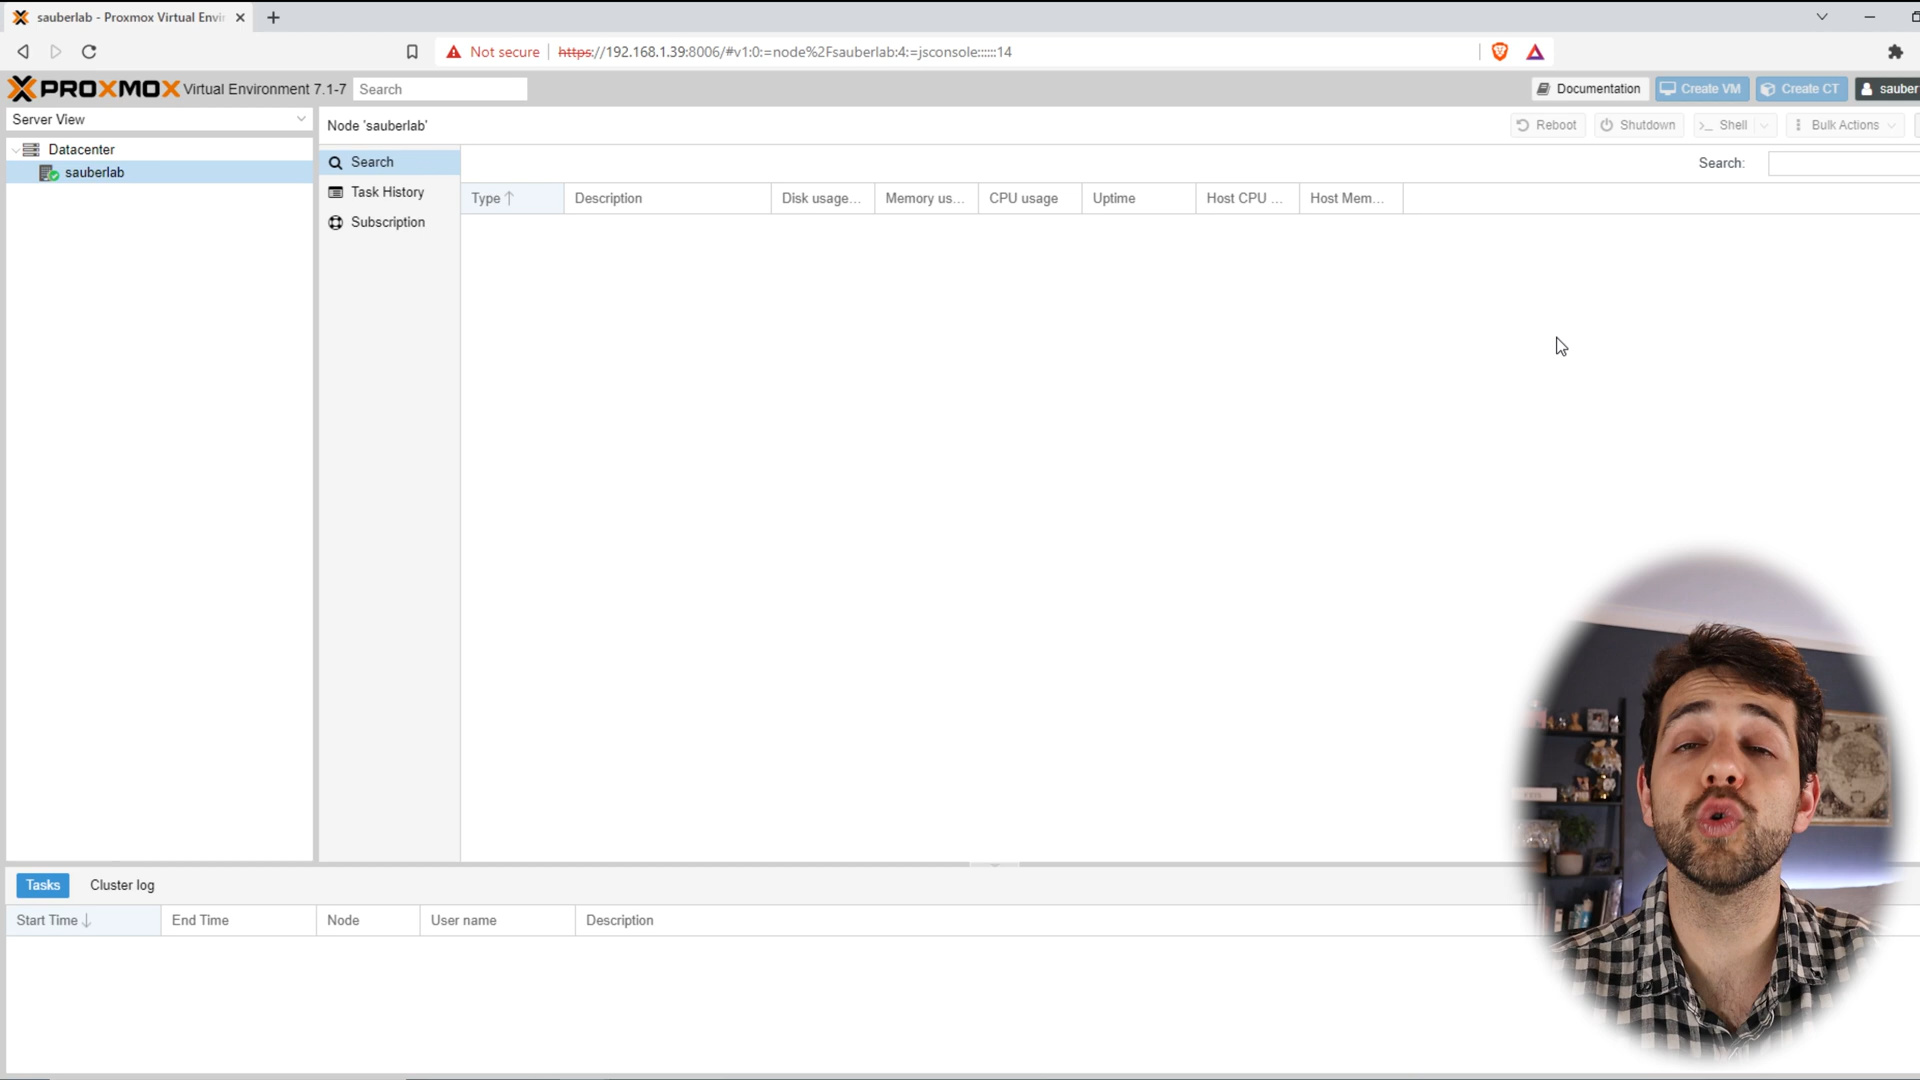 sauberlab - Proxmox Virtual Envir
Not secure
https://192.168.1.39:8006/#v1:0:=node%2Fsauberlab:4:=jsconsole::::::14
PROXMOX Virtual Environment 7.1-7
Search
Documentation
Create VM
Create CT
sauber
Server View
Node 'sauberlab'
Reboot
Shutdown
>_ Shell
Bulk Actions
Datacenter
sauberlab
Search
Task History
Subscription
Search:
Type
Description
Disk usage...
Memory us...
CPU usage
Uptime
Host CPU ...
Host Mem...
Tasks
Cluster log
Start Time
End Time
Node
User name
Description